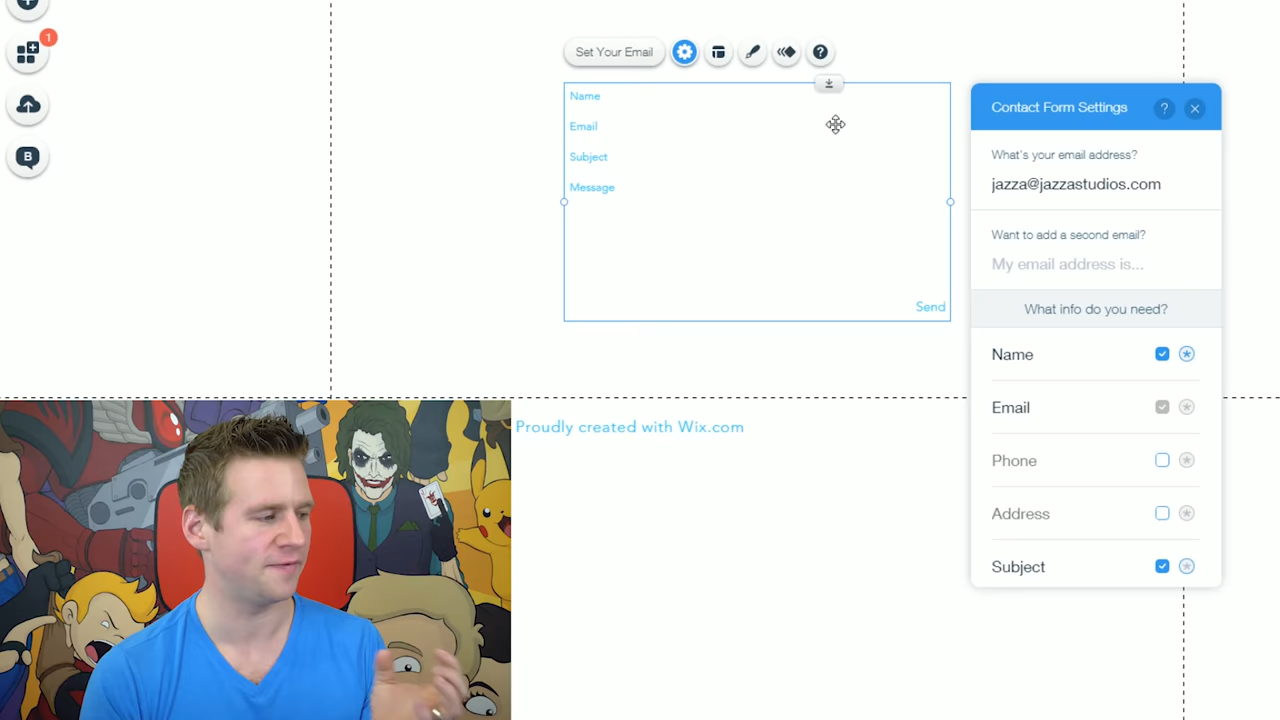 1
B
Set Your Email
?
Name
Email
Subject
Message
Send
Contact Form Settings
?
What's your email address?
jazza@jazzastudios.com
Want to add a second email?
My email address is...
What info do you need?
Name
Email
Phone
Address
Subject
Proudly created with Wix.com